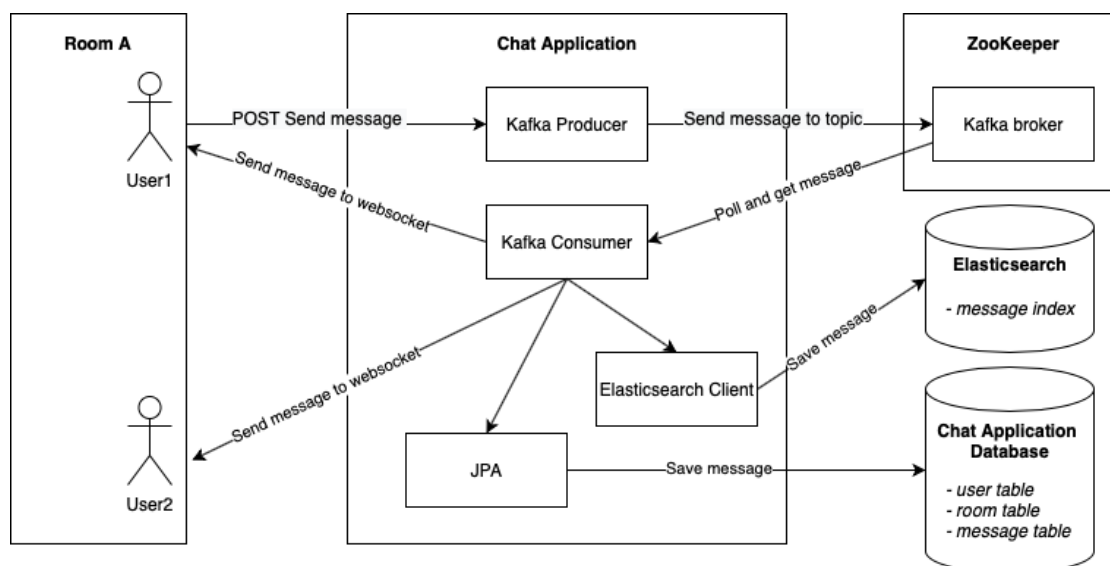 Room A
Chat Application
ZooKeeper
POST Send message
Kafka Producer
Send message to topic
Kafka broker
User1
Send message to websocket
Poll and get message
Kafka Consumer
Elasticsearch
- message index
Save message
Send message to websocket
Elasticsearch Client
User2
JPA
Save message
Chat Application
Database
- user table
- room table
- message table